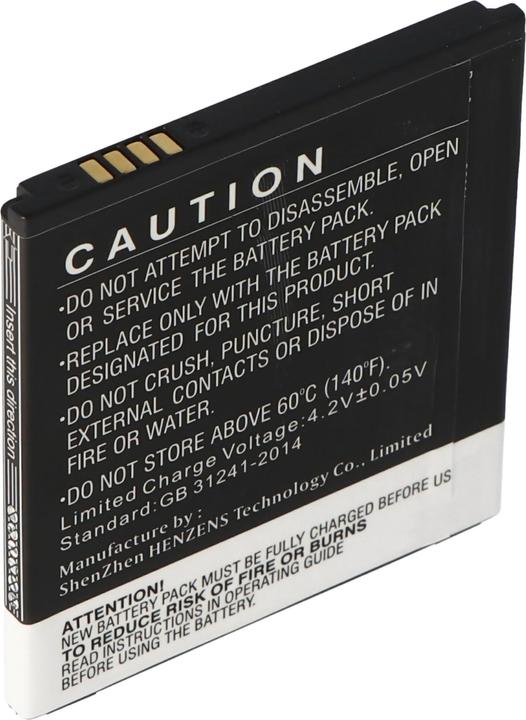 CAUTION
·DO NOT ATTEMPT TO DISASSEMBLE, OPEN
OR SERVICE THE BATTERY PACK.
·REPLACE ONLY WITH THE BATTERY PACK
DESIGNATED FOR THIS PRODUCT.
·DO NOT CRUSH, PUNCTURE, SHORT
EXTERNAL CONTACTS OR DISPOSE OF IN
FIRE OR WATER.
·DO NOT STORE ABOVE 60°C (140°F).
Limited Charge Voltage:4.2V±0.05V
Standard:GB 31241-2014
Manufacture by :
ShenZhen HENZENS Technology Co., Limited
ATTENTION!
NEW BATTERY PACK MUST BE FULLY CHARGED BEFORE US
TO REDUCE RISK OF FIRE OR BURNS
READ INSTRUCTIONS IN OPERATING GUIDE
BEFORE USING THE BATTERY.
Insert this direction